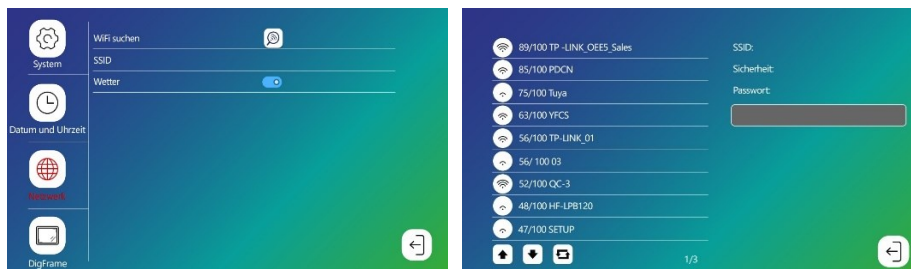 WiFi suchen
System
SSID
Wetter
Datum und Uhrzeit
Netzwerk
DigFrame
89/100 TP -LINK_OEE5_Sales
85/100 PDCN
75/100 Tuya
63/100 YFCS
56/100 TP-LINK_01
56/ 100 03
52/100 QC-3
48/100 HF-LPB120
47/100 SETUP
1/3
SSID:
Sicherheit:
Passwort: